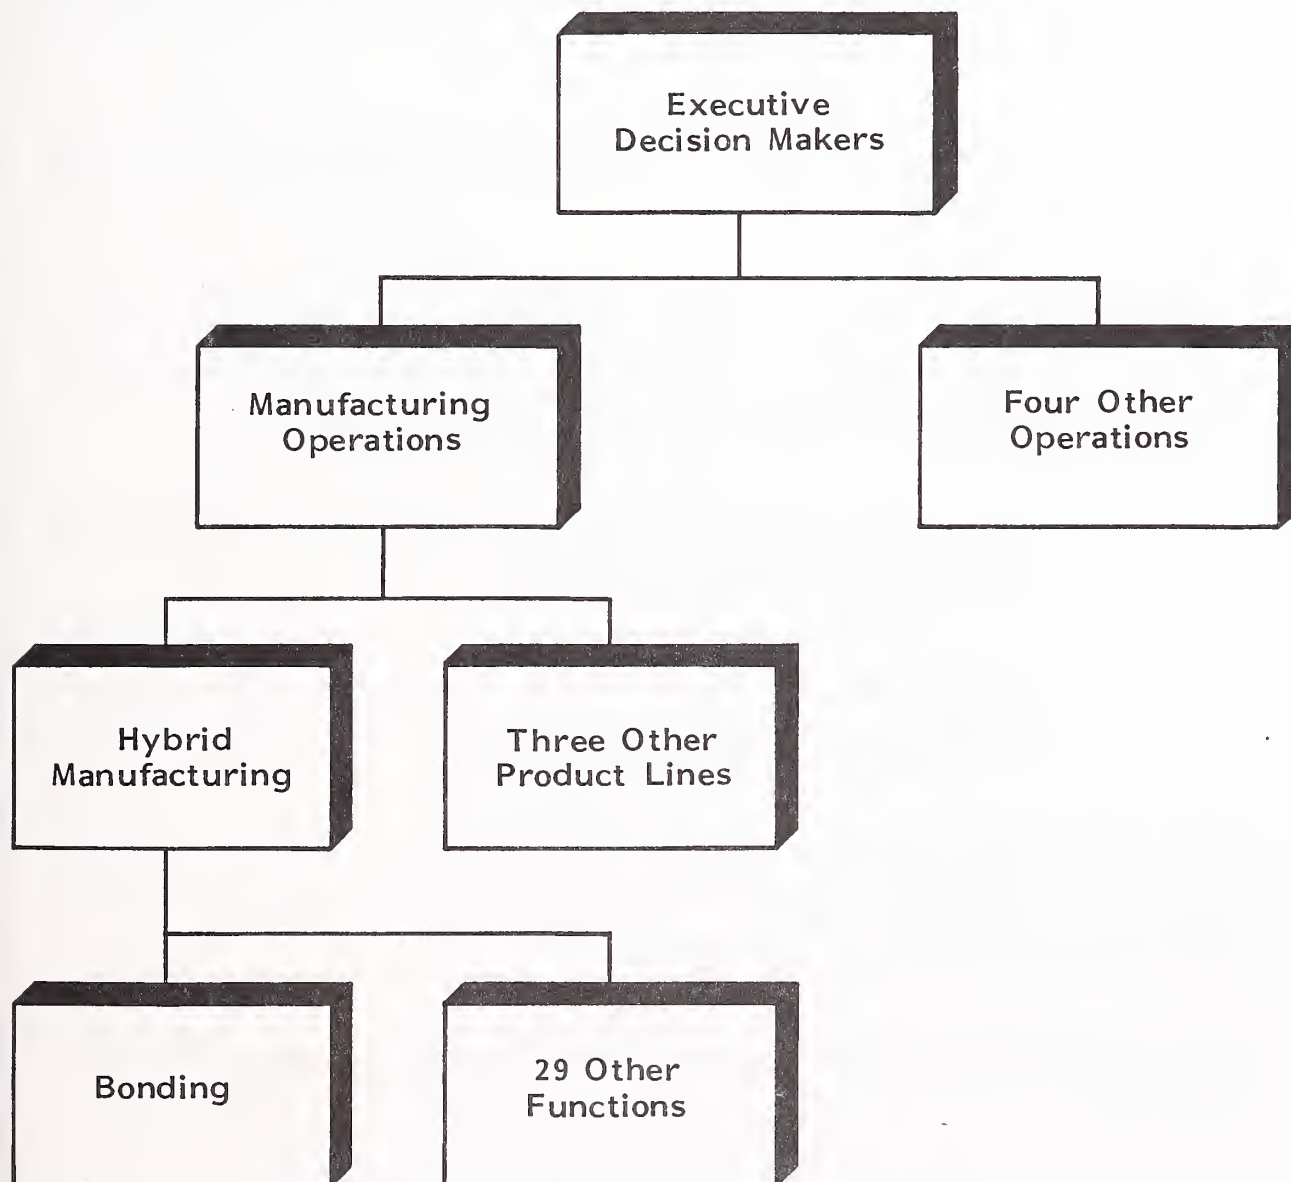 Executive
Decision Makers
Manufacturing
Operations
Four Other
Operations
Hybrid
Manufacturing
Three Other
Product Lines
Bonding
29 Other
Functions